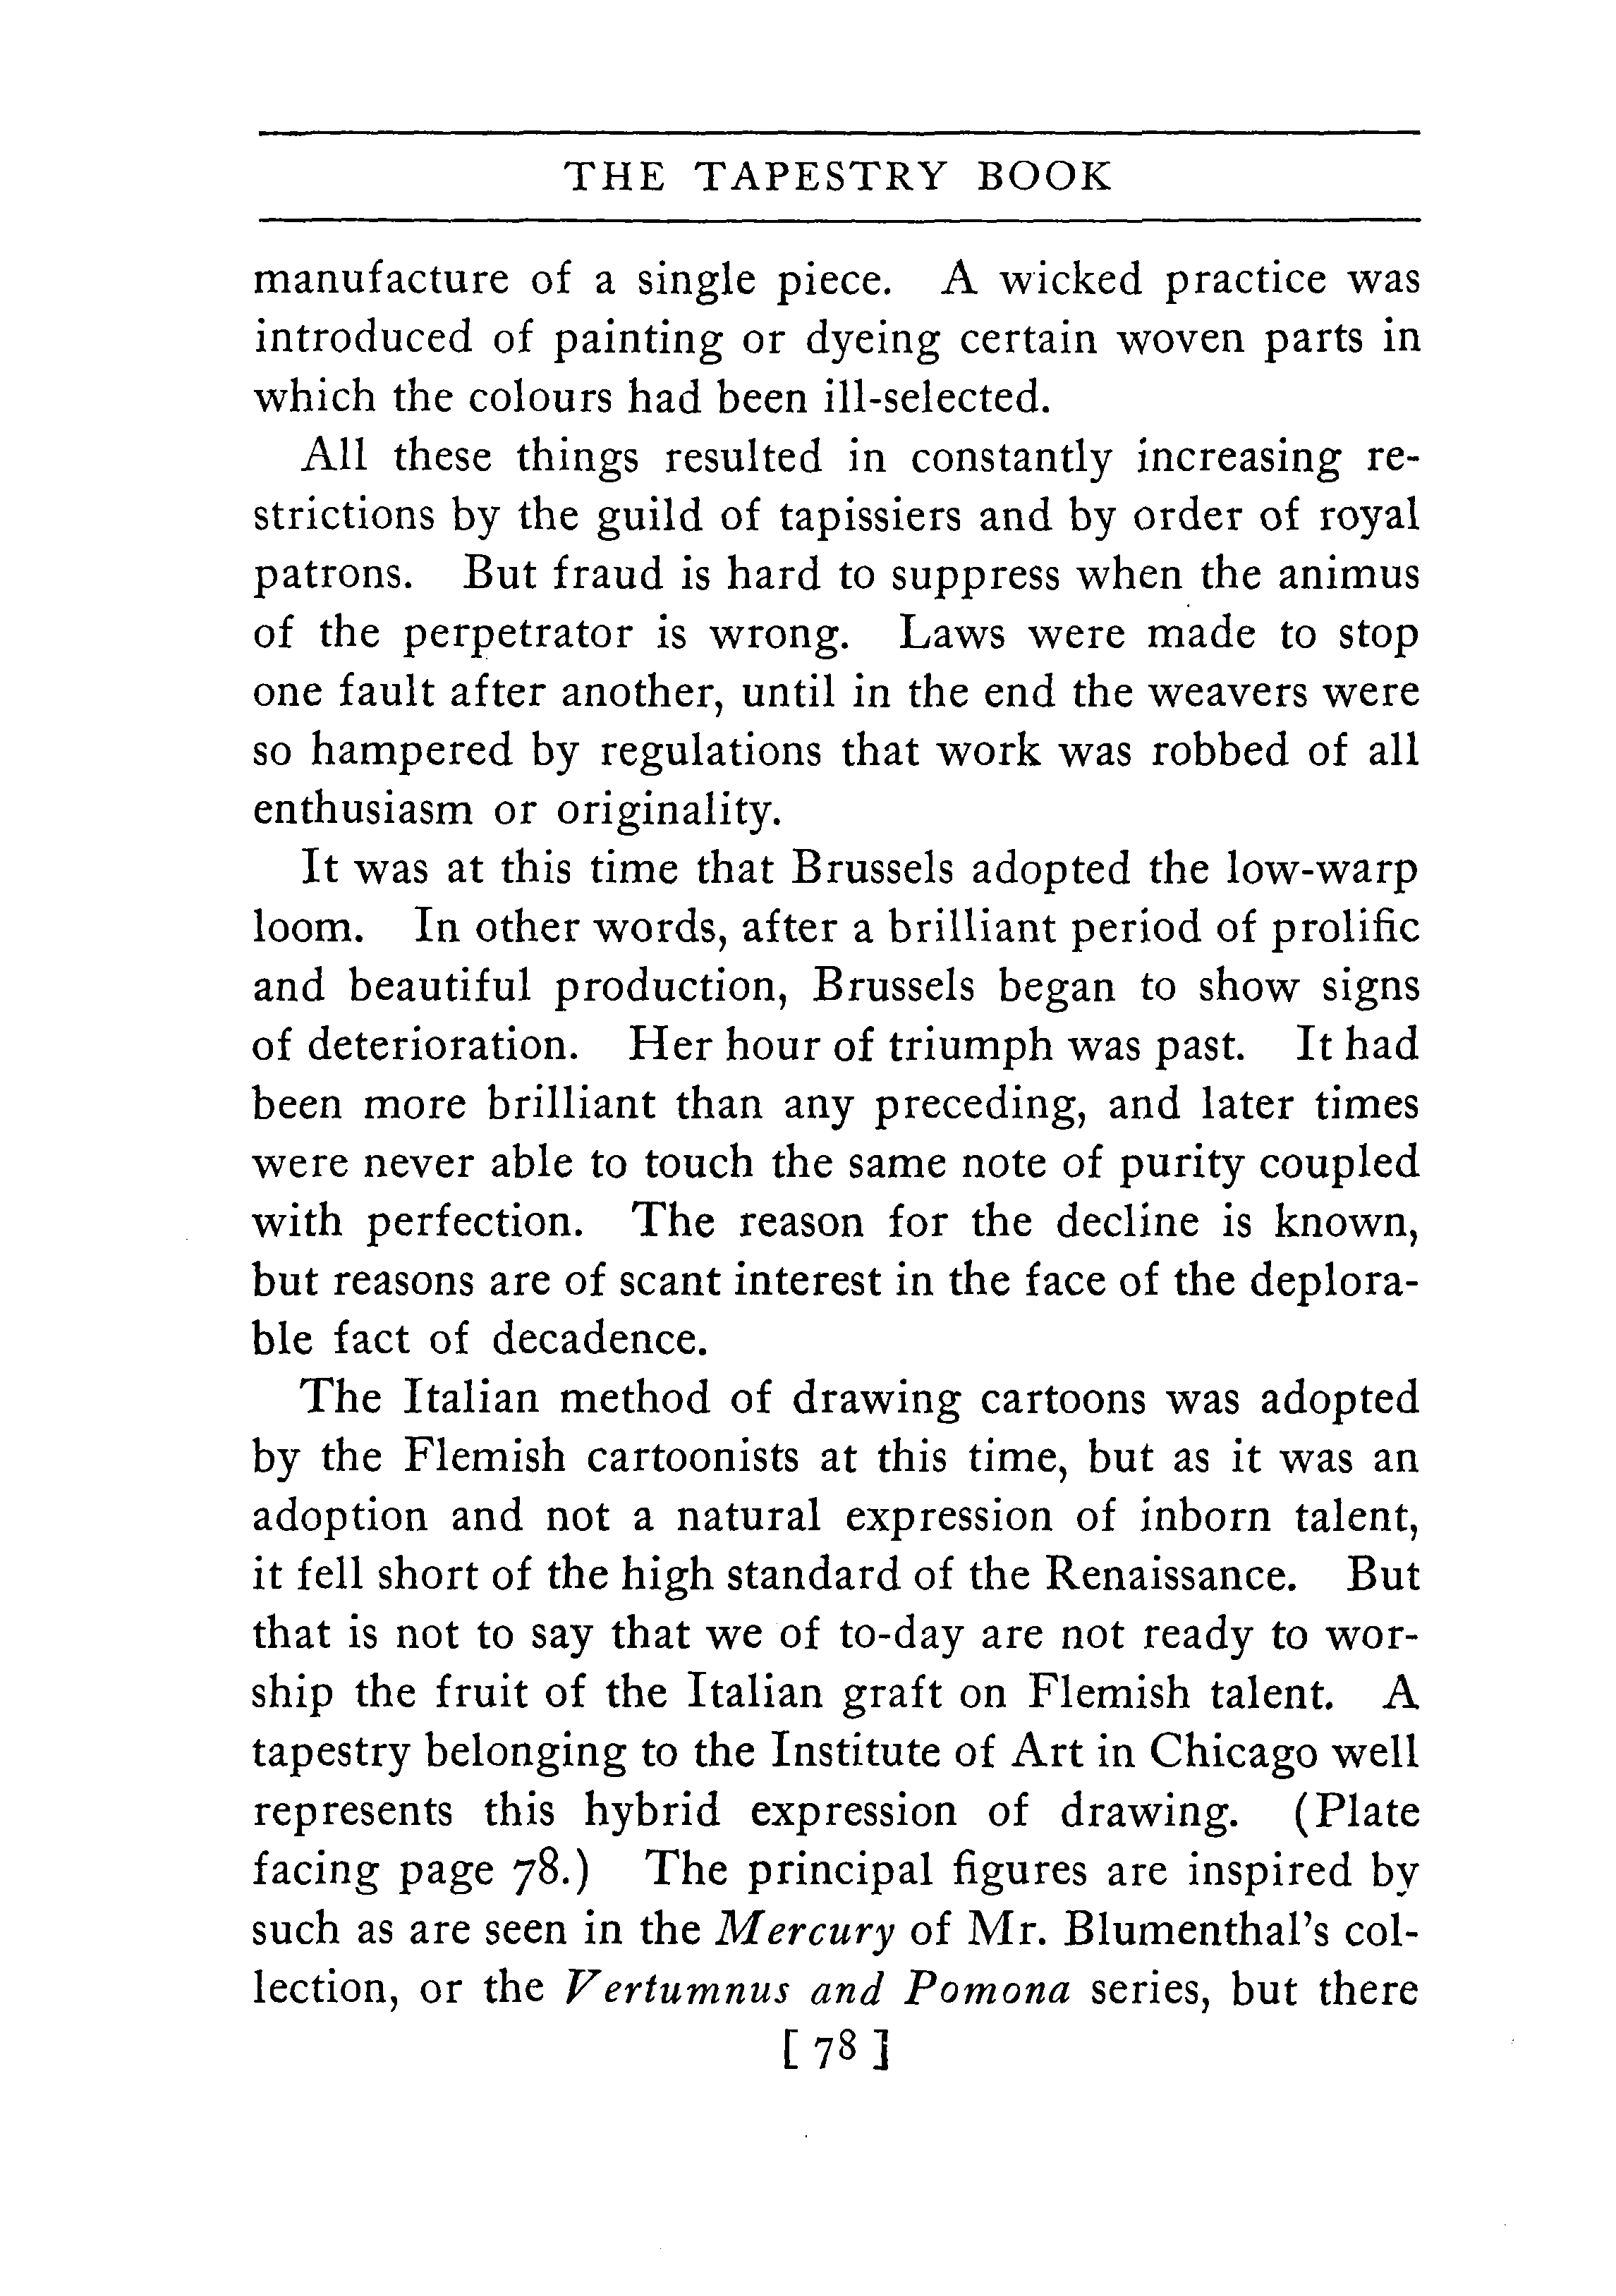 THE TAPESTRY BOOK
manufacture of a single piece. A wicked practice was
introduced of painting or dyeing certain woven parts in
which the colours had been ill-selected.
All these things resulted in constantly increasing re-
strictions by the guild of tapissiers and by order of royal
patrons. But fraud is hard to suppress when the animus
of the perpetrator is wrong. Laws were made to stop
one fault after another, until in the end the weavers were
so hampered by regulations that work was robbed of all
enthusiasm or originality.
It was at this time that Brussels adopted the low-warp
loom. In other words, after a brilliant period of prolific
and beautiful production, Brussels began to show signs
of deterioration. Her hour of triumph was past. It had
been more brilliant than any preceding, and later times
were never able to touch the same note of purity coupled
with perfection. The reason for the decline is known,
but reasons are of scant interest in the face of the deplora-
ble fact of decadence.
The Italian method of drawing cartoons was adopted
by the Flemish cartoonists at this time, but as it was an
adoption and not a natural expression of inborn talent,
it fell short of the high standard of the Renaissance. But
that is not to say that we of to-day are not ready to wor-
ship the fruit of the Italian graft on Flemish talent. A
tapestry belonging to the Institute of Art in Chicago well
represents this hybrid expression of drawing. (Plate
facing page 78.) The principal figures are inspired by
such as are seen in the Mercury of Mr. Blumenthal's col-
lection, or the Vertumnus and Pomona series, but there
[ 78 ]